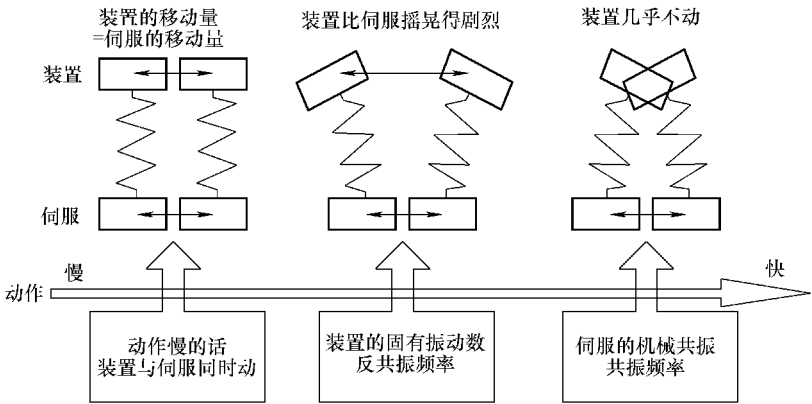 装置的移动量
=伺服的移动量
装置比伺服摇晃得剧烈
装置几乎不动
装置
伺服
慢
快
动作
动作慢的话
装置与伺服同时动
装置的固有振动数
反共振频率
伺服的机械共振
共振频率